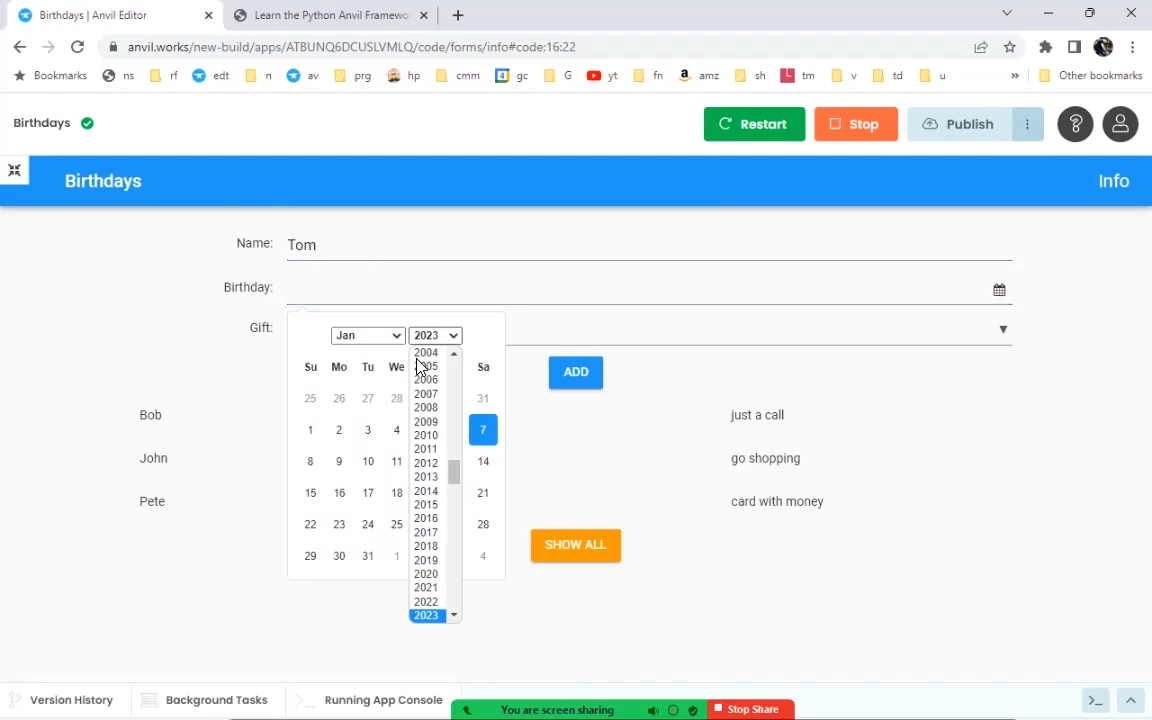 Birthdays | Anvil Editor
Learn the Python Anvil Framewo
anvil.works/new-build/apps/ATBUNQ6DCUSLVMLQ/code/forms/info#code:16:22
Bookmarks ns rf edt n av prg hp cmm gc G yt fn amz sh tm v td u » Other bookmarks
Birthdays
Restart
Stop
Publish
Birthdays
Info
Name: Tom
Birthday:
Gift:
Jan 2023
Su Mo Tu We Sa
25 26 27 28 31
1 2 3 4 7
8 9 10 11 14
15 16 17 18 21
22 23 24 25 28
29 30 31 1 4
2004
2006
2007
2008
2009
2010
2011
2012
2013
2014
2015
2016
2017
2018
2019
2020
2021
2022
2023
ADD
Bob just a call
John go shopping
Pete card with money
SHOW ALL
Version History
Background Tasks
Running App Console
You are screen sharing
Stop Share